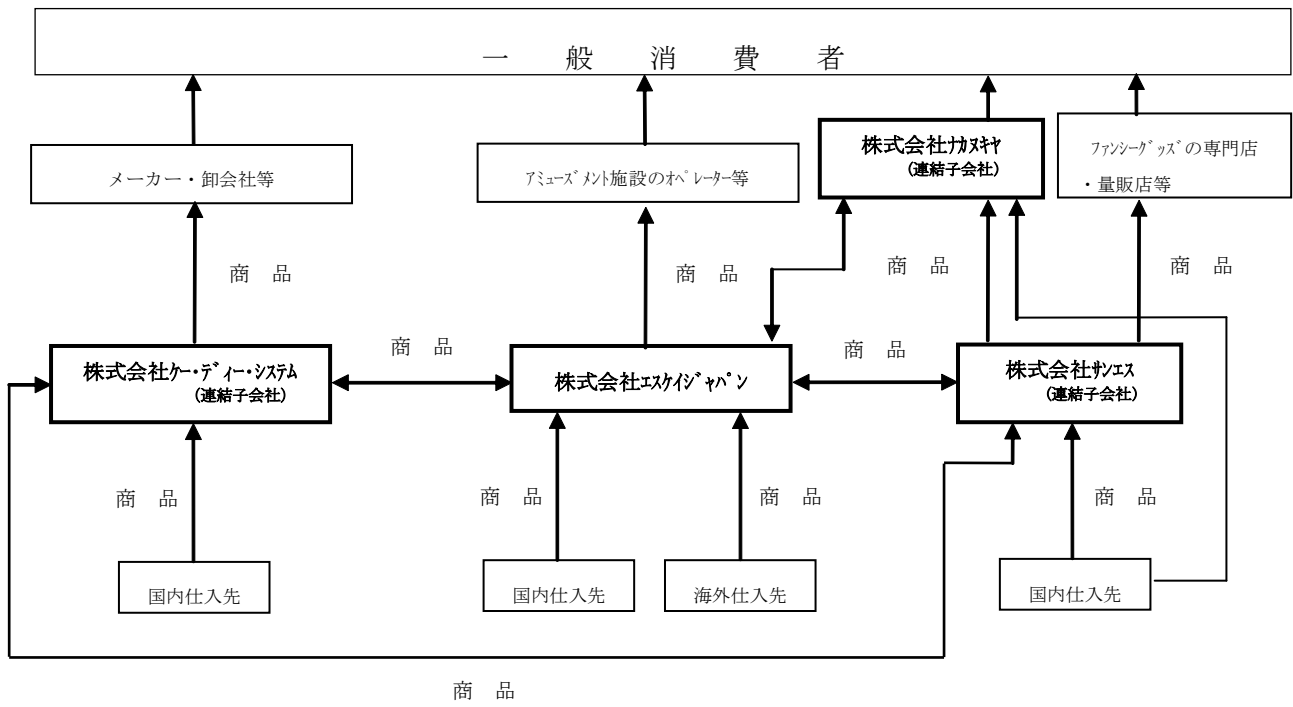 一 般 消 費 者
メーカー・卸会社等
ｱﾐｭｰｽﾞﾒﾝﾄ施設のｵﾍﾟﾚｰﾀｰ等
株式会社ﾅｶﾇｷﾔ
(連結子会社)
ﾌｧﾝｼｰｸﾞｯｽﾞの専門店
・量販店等
商 品
商 品
商 品
商 品
株式会社ｹｰ・ﾃﾞｨｰ・ｼｽﾃﾑ
(連結子会社)
商 品
株式会社ｴｽｹｲｼﾞｬﾊﾟﾝ
商 品
株式会社ｻﾝｴｽ
(連結子会社)
商 品
商 品
商 品
商 品
国内仕入先
国内仕入先
海外仕入先
国内仕入先
商 品